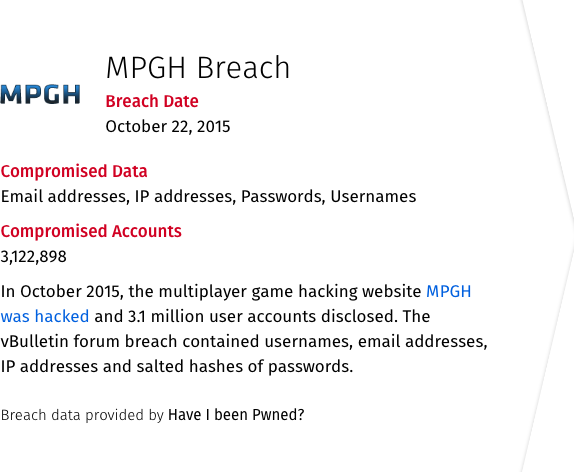 MPGH
MPGH Breach
Breach Date
October 22, 2015
Compromised Data
Email addresses, IP addresses, Passwords, Usernames
Compromised Accounts
3,122,898
In October 2015, the multiplayer game hacking website MPGH
was hacked and 3.1 million user accounts disclosed. The
vBulletin forum breach contained usernames, email addresses,
IP addresses and salted hashes of passwords.
Breach data provided by Have I been Pwned?